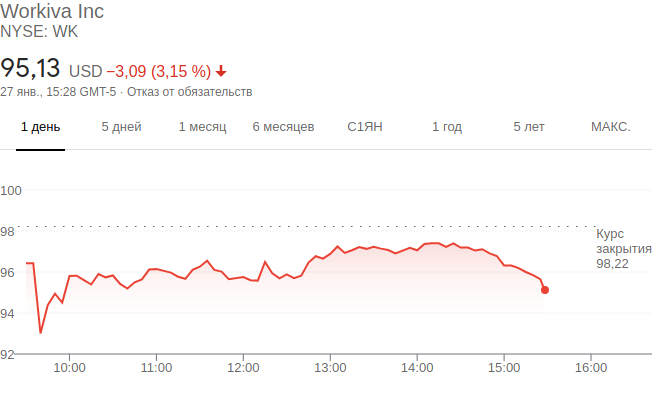 Workiva Inc
NYSE: WK
95,13 USD −3,09 (3,15 %)
27 янв., 15:28 GMT-5 · Отказ от обязательств
1 день 5 дней 1 месяц 6 месяцев С1ЯН 1 год 5 лет МАКС.
100
98
Курс
закрытия
98,22
96
94
92
10:00 11:00 12:00 13:00 14:00 15:00 16:00